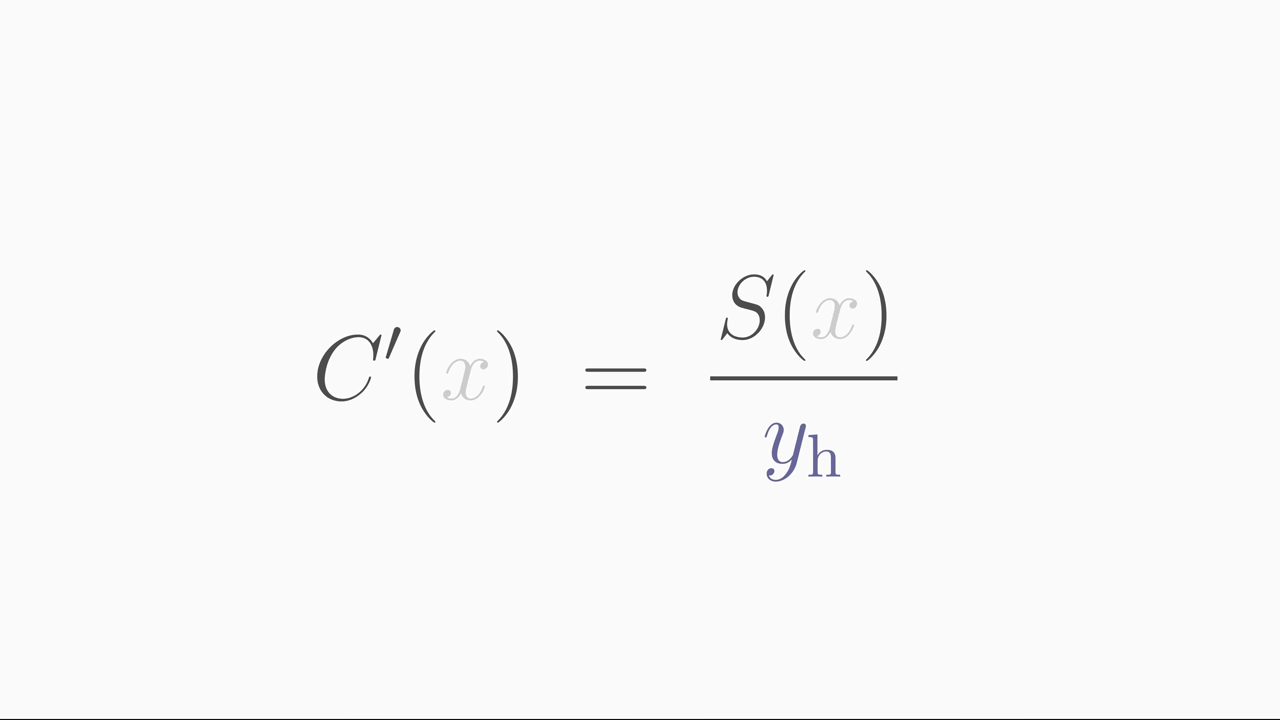 C′(x) = S(x)/y_h